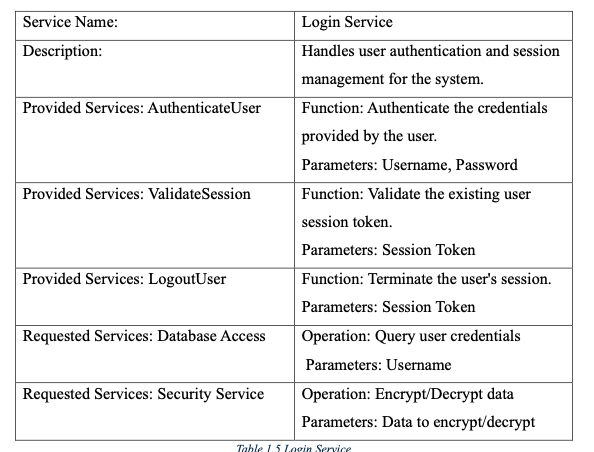 Service Name:
Login Service
Description:
Handles user authentication and session
management for the system.
Provided Services: AuthenticateUser
Function: Authenticate the credentials
provided by the user.
Parameters: Username, Password
Provided Services: ValidateSession
Function: Validate the existing user
session token.
Parameters: Session Token
Provided Services: LogoutUser
Function: Terminate the user's session.
Parameters: Session Token
Requested Services: Database Access
Operation: Query user credentials
Parameters: Username
Requested Services: Security Service
Operation: Encrypt/Decrypt data
Parameters: Data to encrypt/decrypt
Table 1.5 Login Service